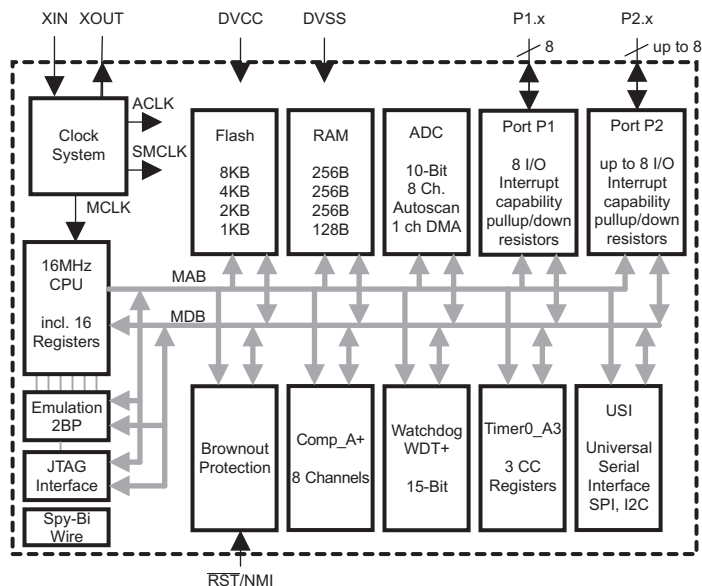 XIN XOUT DVCC DVSS P1.x P2.x
8 up to 8
Clock
System
ACLK
SMCLK
MCLK
Flash
8KB
4KB
2KB
1KB
RAM
256B
256B
256B
128B
ADC
10-Bit
8 Ch.
Autoscan
1 ch DMA
Port P1
8 I/O
Interrupt
capability
pullup/down
resistors
Port P2
up to 8 I/O
Interrupt
capability
pullup/down
resistors
16MHz
CPU
incl. 16
Registers
MAB
MDB
Emulation
2BP
JTAG
Interface
Spy-Bi
Wire
Brownout
Protection
Comp_A+
8 Channels
Watchdog
WDT+
15-Bit
Timer0_A3
3 CC
Registers
USI
Universal
Serial
Interface
SPI, I2C
RST/NMI